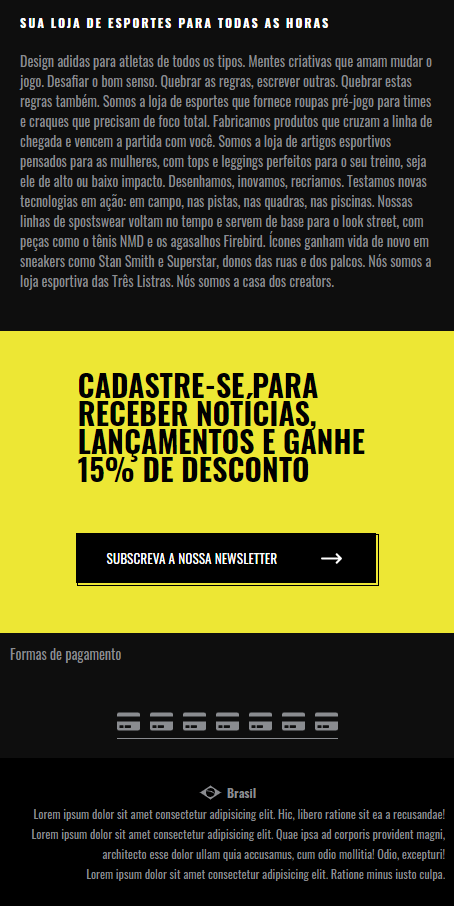 SUA LOJA DE ESPORTES PARA TODAS AS HORAS
Design adidas para atletas de todos os tipos. Mentes criativas que amam mudar o
jogo. Desafiar o bom senso. Quebrar as regras, escrever outras. Quebrar estas
regras também. Somos a loja de esportes que fornece roupas pré-jogo para times
e craques que precisam de foco total. Fabricamos produtos que cruzam a linha de
chegada e vencem a partida com você. Somos a loja de artigos esportivos
pensados para as mulheres, com tops e leggings perfeitos para o seu treino, seja
ele de alto ou baixo impacto. Desenhamos, inovamos, recriamos. Testamos novas
tecnologias em ação: em campo, nas pistas, nas quadras, nas piscinas. Nossas
linhas de spostswear voltam no tempo e servem de base para o look street, com
peças como o tênis NMD e os agasalhos Firebird. Ícones ganham vida de novo em
sneakers como Stan Smith e Superstar, donos das ruas e dos palcos. Nós somos a
loja esportiva das Três Listras. Nós somos a casa dos creators.
CADASTRE-SE PARA
RECEBER NOTÍCIAS,
LANÇAMENTOS E GANHE
15% DE DESCONTO
SUBSCREVA A NOSSA NEWSLETTER
Formas de pagamento
Brasil
Lorem ipsum dolor sit amet consectetur adipisicing elit. Hic, libero ratione sit ea a recusandae!
Lorem ipsum dolor sit amet consectetur adipisicing elit. Quae ipsa ad corporis provident magni,
architecto esse dolor ullam quia accusamus, cum odio mollitia! Odio, excepturi!
Lorem ipsum dolor sit amet consectetur adipisicing elit. Ratione minus iusto culpa.